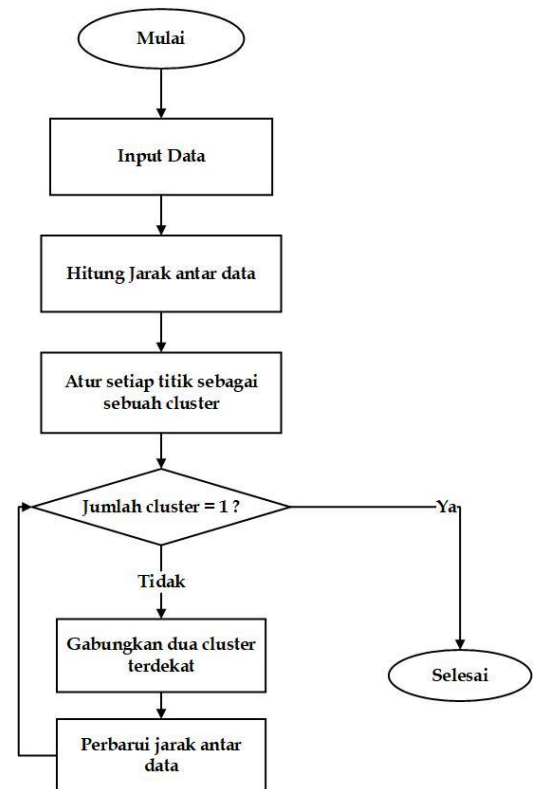 Mulai
Input Data
Hitung Jarak antar data
Atur setiap titik sebagai
sebuah cluster
Jumlah cluster = 1 ?
Ya
Tidak
Gabungkan dua cluster
terdekat
Selesai
Perbarui jarak antar
data